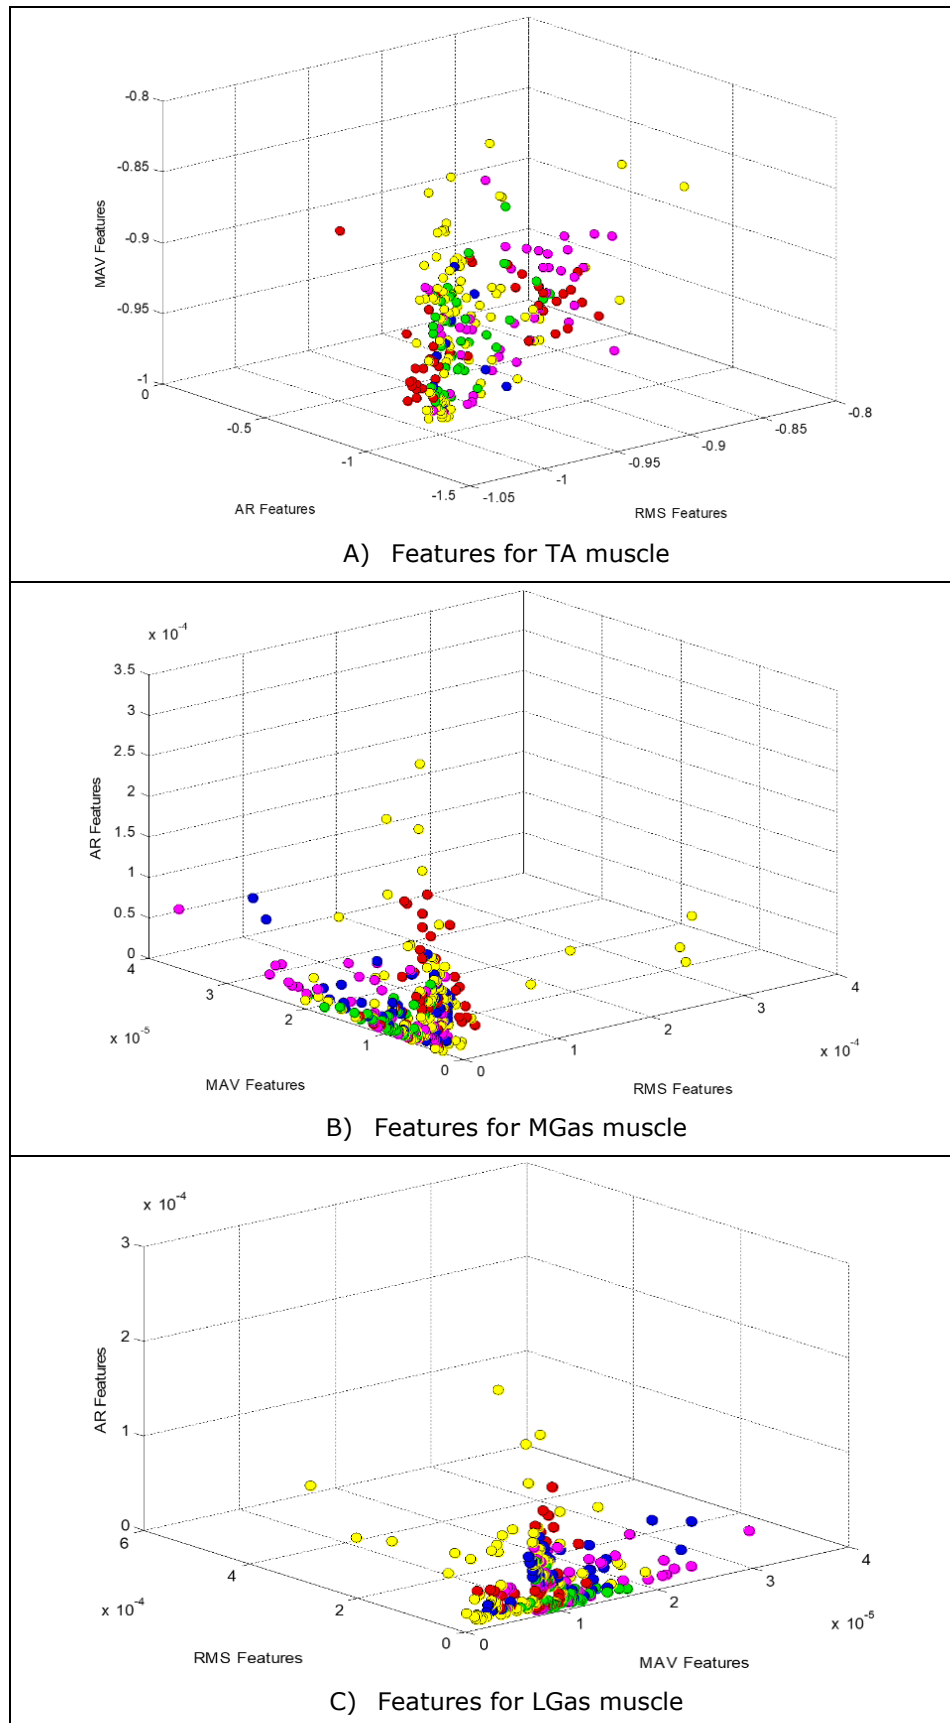 -0.8
-0.85
-0.9
-0.95
-1
0
-0.5
-1
-1.5
-1.05
-1
-0.95
-0.9
-0.85
-0.8
MAV Features
AR Features
RMS Features
A) Features for TA muscle
x 10-4
3.5
3
2.5
2
1.5
1
0.5
0
4
3
2
1
0
0
1
2
3
4
x 10-5
x 10-4
AR Features
MAV Features
RMS Features
B) Features for MGas muscle
x 10-4
3
2
1
0
6
4
2
0
0
1
2
3
4
x 10-4
x 10-5
AR Features
RMS Features
MAV Features
C) Features for LGas muscle